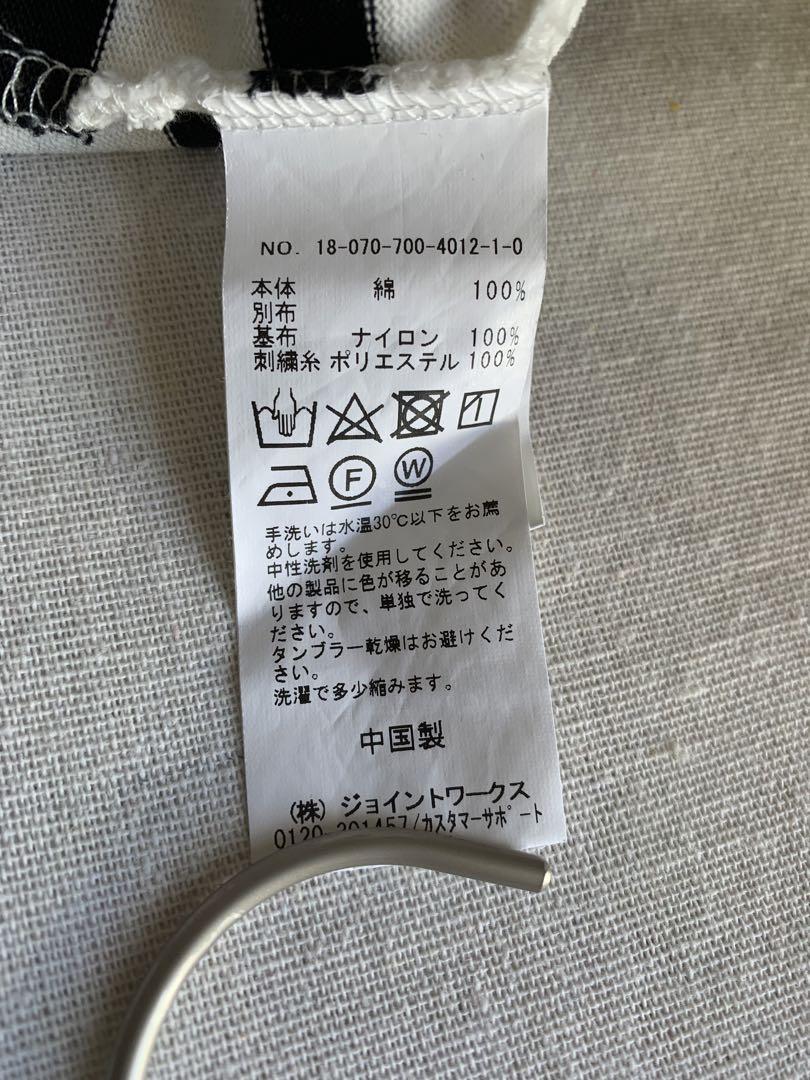 NO. 18-070-700-4012-1-0
本体 綿 100%
別布
基布 ナイロン 100%
刺繍糸 ポリエステル 100%
F W
手洗いは水温30℃以下をお薦
めします。
中性洗剤を使用してください。
他の製品に色が移ることがあ
りますので、単独で洗ってく
ださい。
タンブラー乾燥はお避けくだ
さい。
洗濯で多少縮みます。
中国製
(株) ジョイントワークス
0120-301457/カスタマーサポート